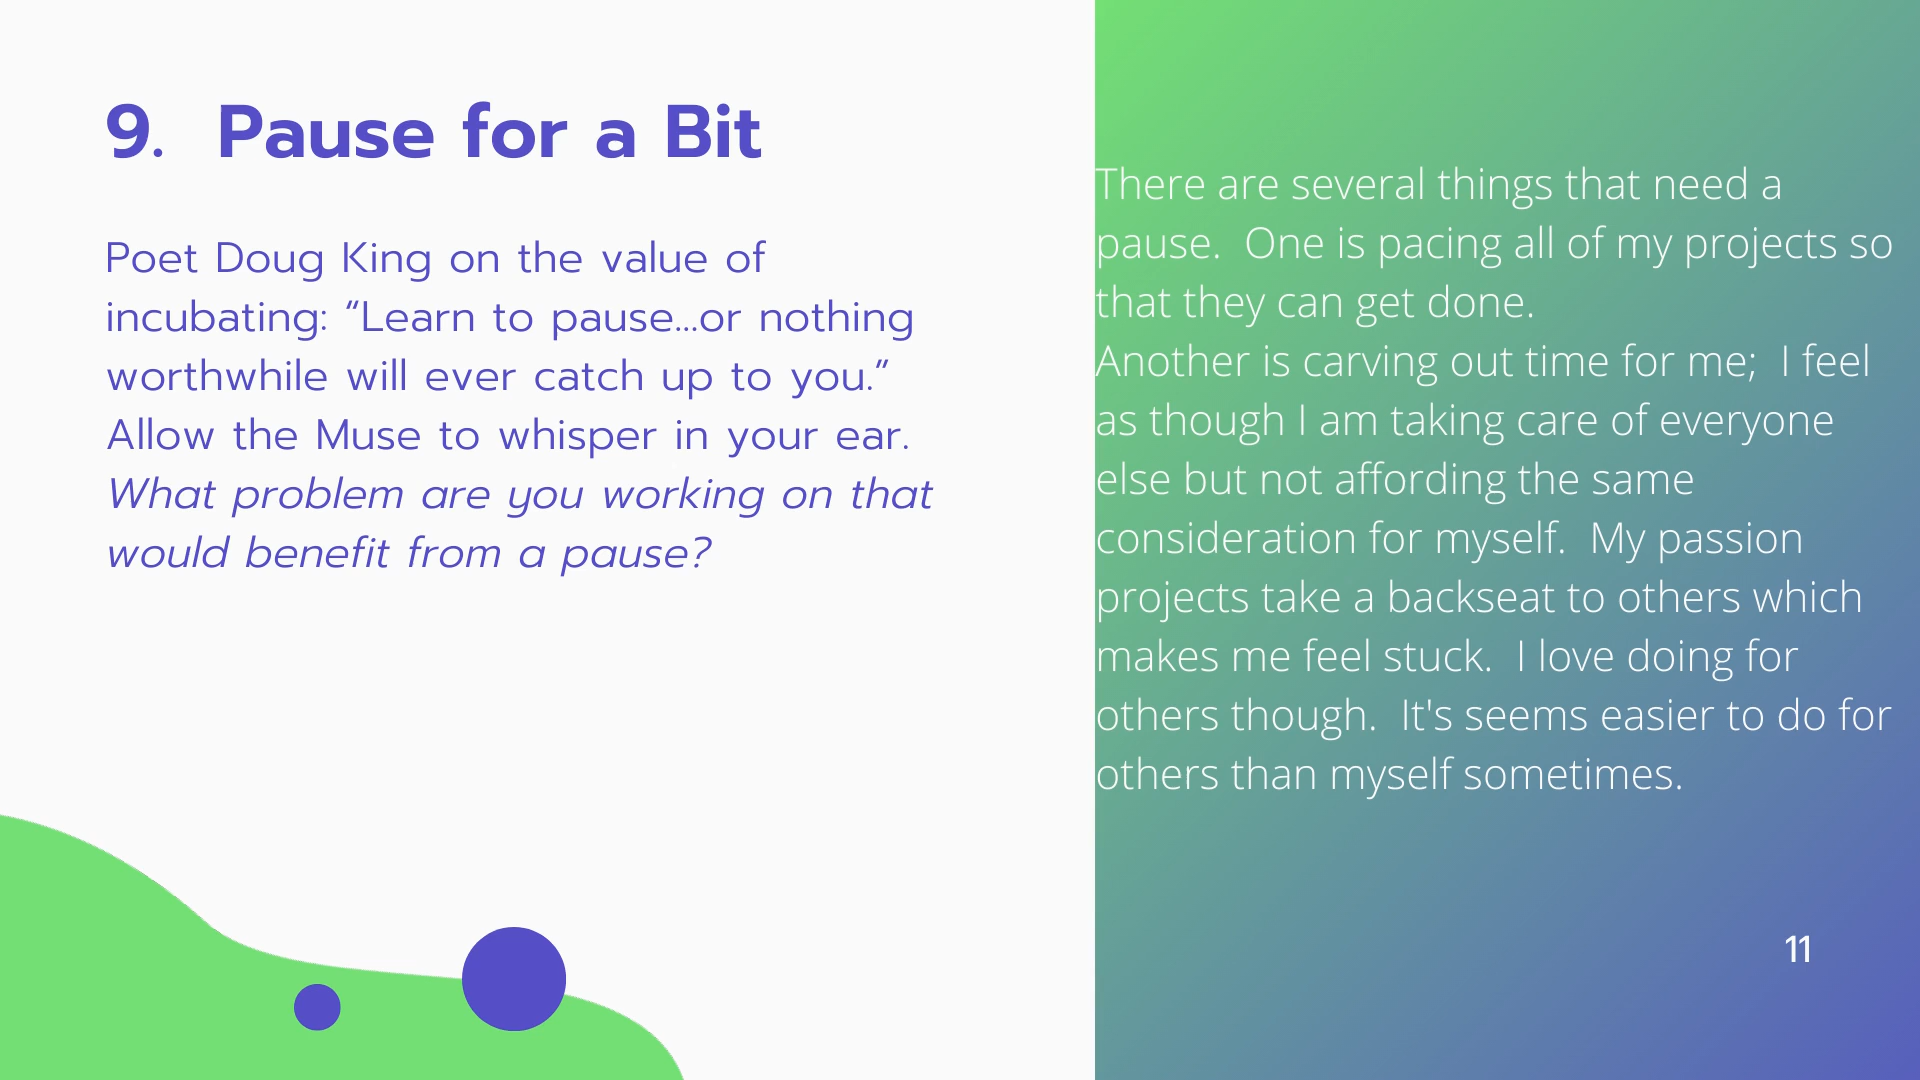 9.  Pause for a Bit
Poet Doug King on the value of
incubating: “Learn to pause...or nothing
worthwhile will ever catch up to you.”
Allow the Muse to whisper in your ear.
What problem are you working on that
would benefit from a pause?
There are several things that need a
pause.  One is pacing all of my projects so
that they can get done.
Another is carving out time for me;  I feel
as though I am taking care of everyone
else but not affording the same
consideration for myself.  My passion
projects take a backseat to others which
makes me feel stuck.  I love doing for
others though.  It's seems easier to do for
others than myself sometimes.
11